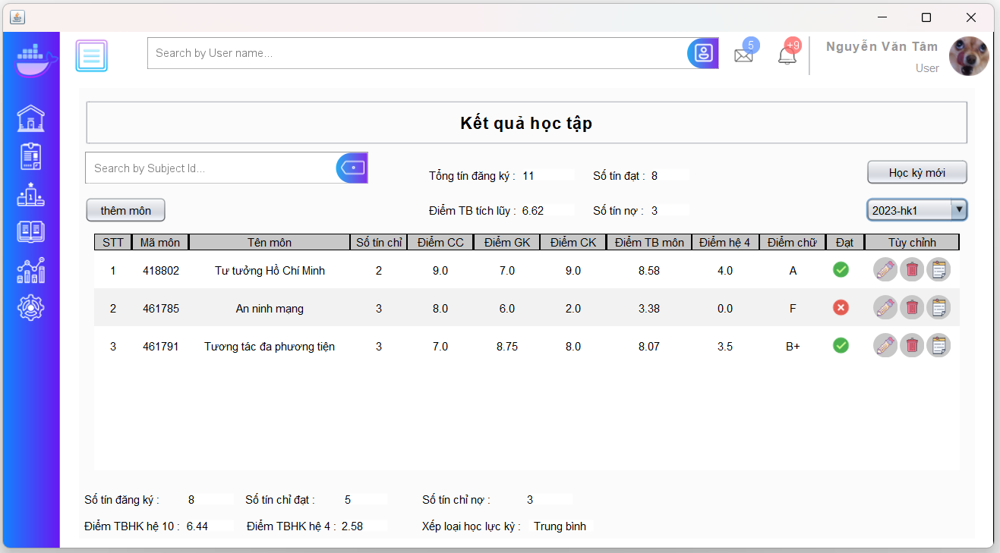 Search by User name...
5
+9
Nguyễn Văn Tâm
User
Kết quả học tập
Search by Subject Id...
Tổng tín đăng ký : 11 Số tín đạt : 8
Học kỳ mới
thêm môn
Điểm TB tích lũy : 6.62 Số tín nợ : 3
2023-hk1
STT Mã môn Tên môn Số tín chỉ Điểm CC Điểm GK Điểm CK Điểm TB môn Điểm hệ 4 Điểm chữ Đạt Tùy chỉnh
1 418802 Tư tưởng Hồ Chí Minh 2 9.0 7.0 9.0 8.58 4.0 A
2 461785 An ninh mạng 3 8.0 6.0 2.0 3.38 0.0 F
3 461791 Tương tác đa phương tiện 3 7.0 8.75 8.0 8.07 3.5 B+
Số tín đăng ký : 8 Số tín chỉ đạt : 5 Số tín chỉ nợ : 3
Điểm TBHK hệ 10 : 6.44 Điểm TBHK hệ 4 : 2.58 Xếp loại học lực kỳ : Trung bình